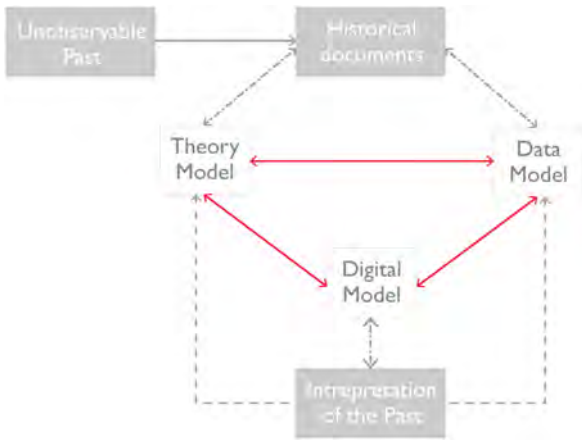 Unobservable
Past
Historical
documents
Theory
Model
Data
Model
Digital
Model
Intrepretation
of the Past